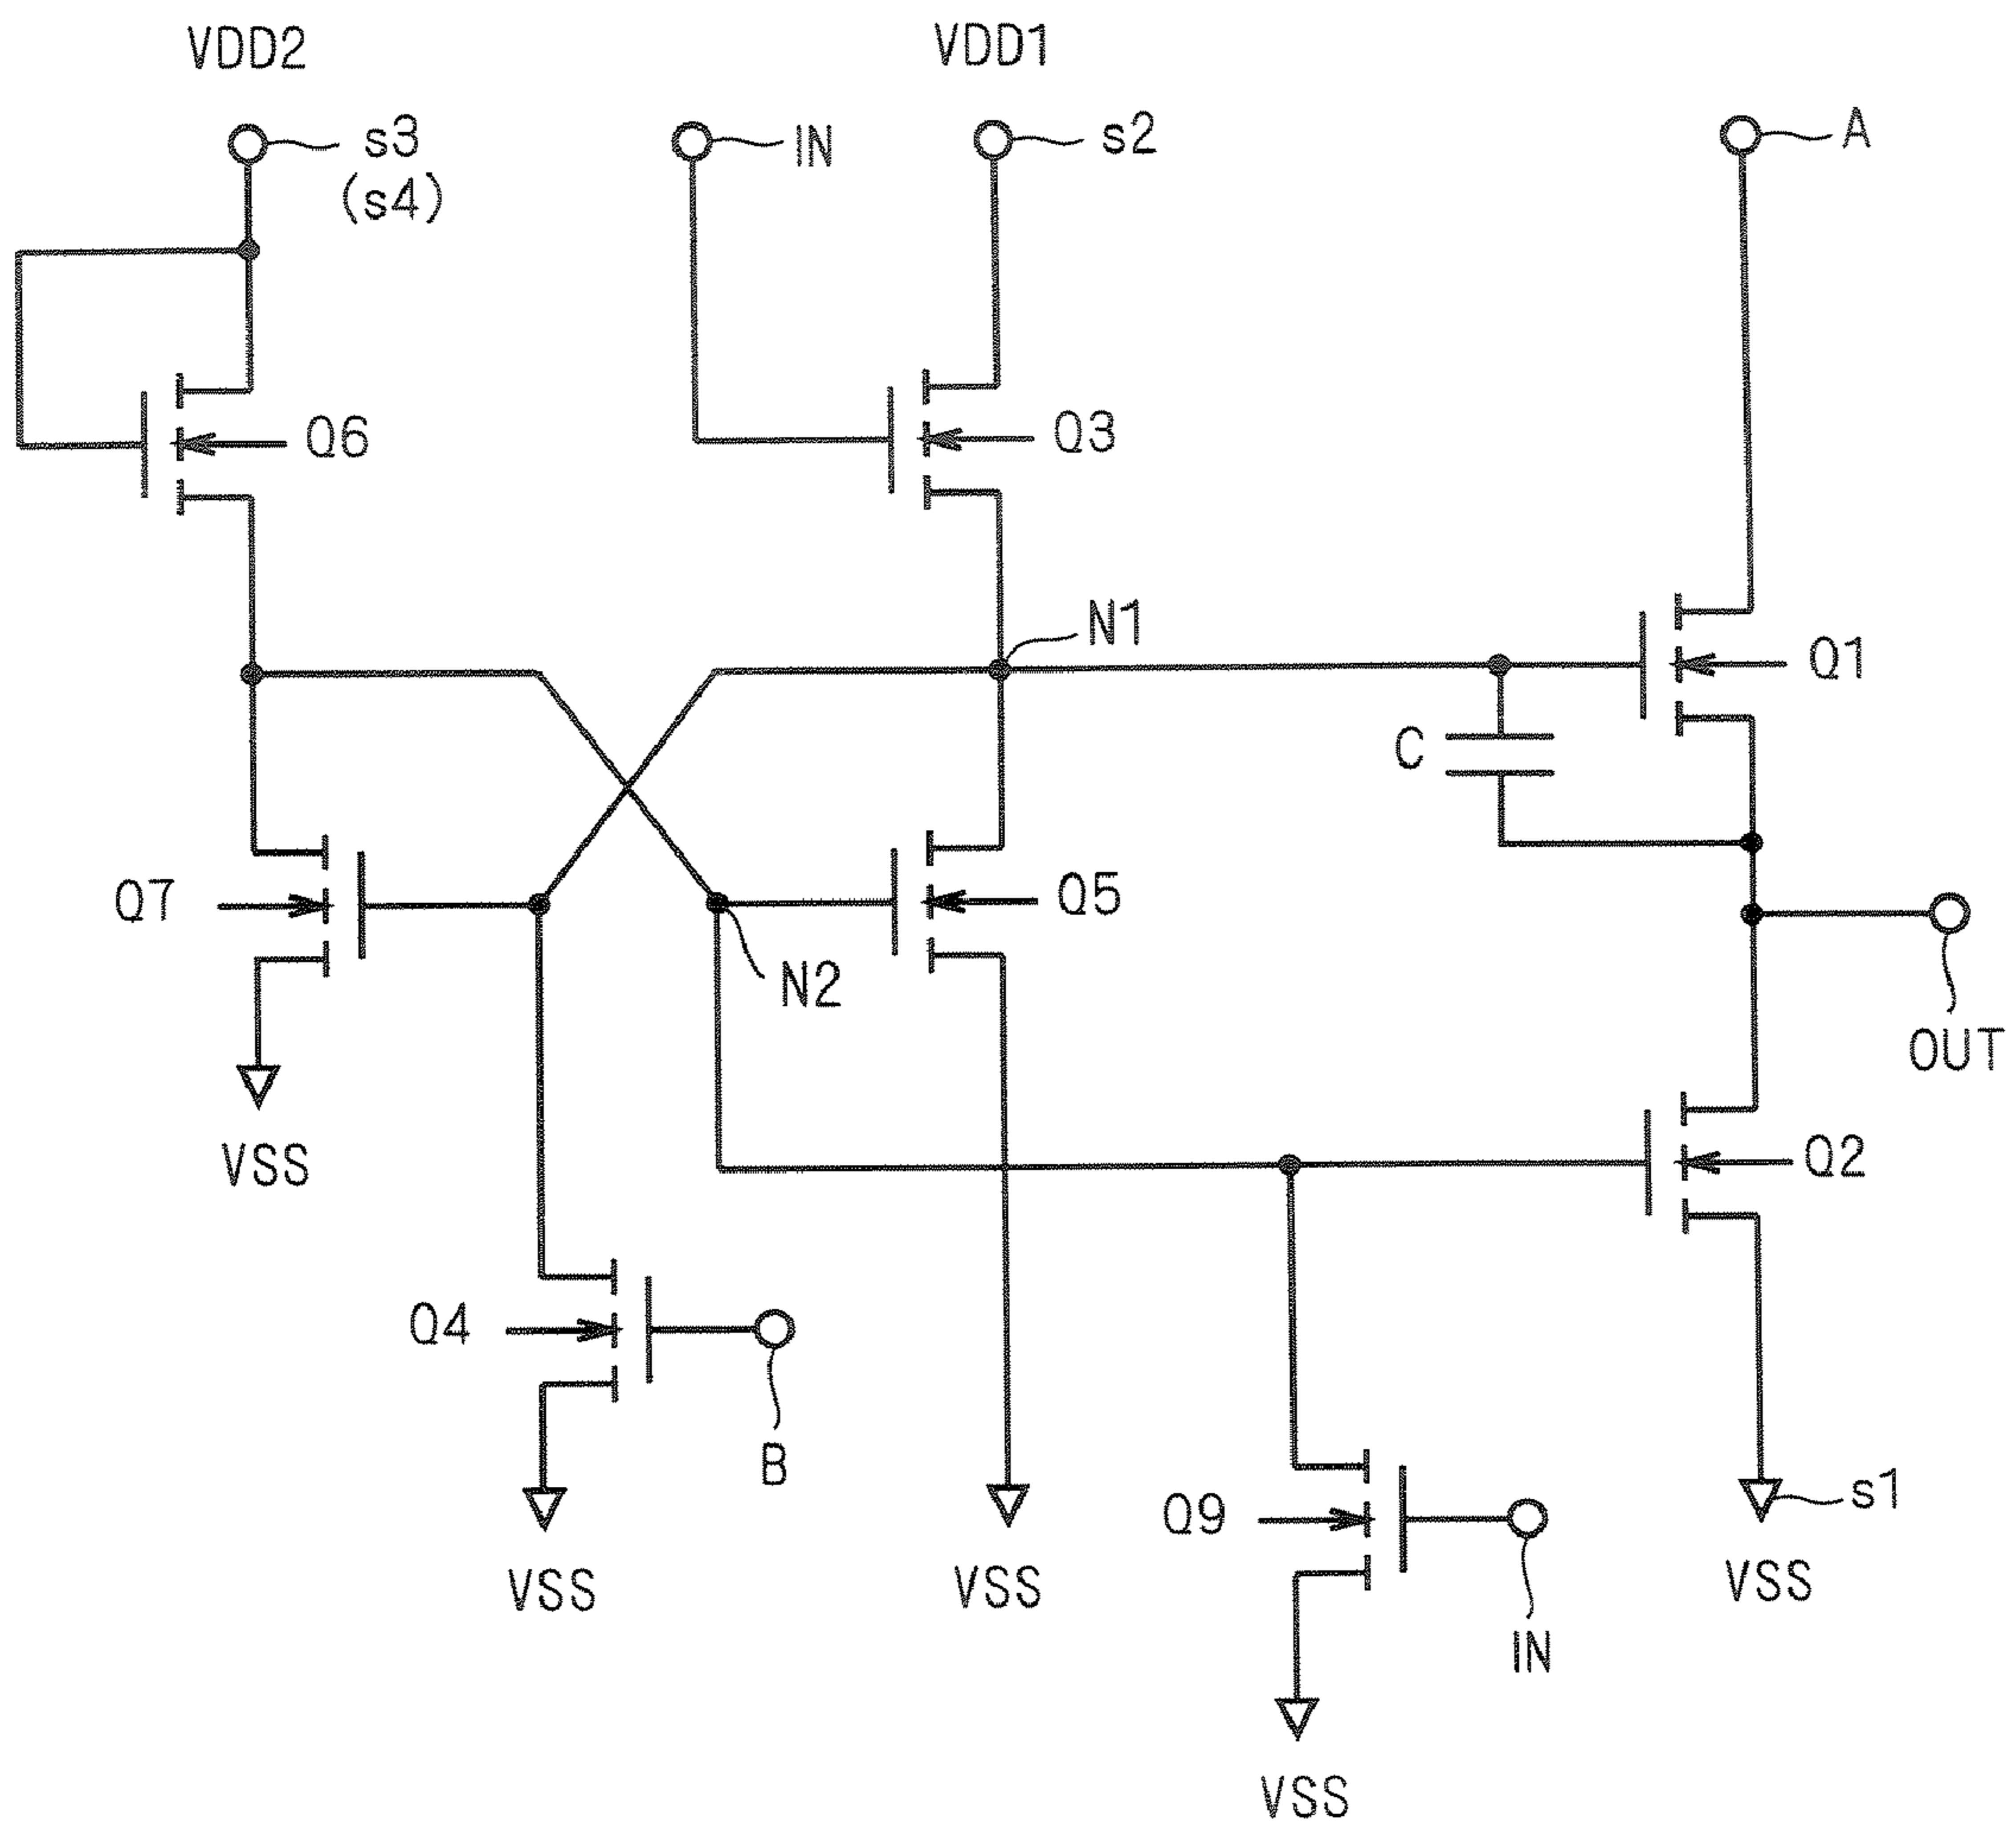 VDD2
VDD1
s3
(s4)
IN
s2
A
Q6
Q3
N1
Q1
C
Q7
Q5
N2
OUT
VSS
Q2
Q4
B
Q9
s1
VSS
VSS
VSS
IN
VSS